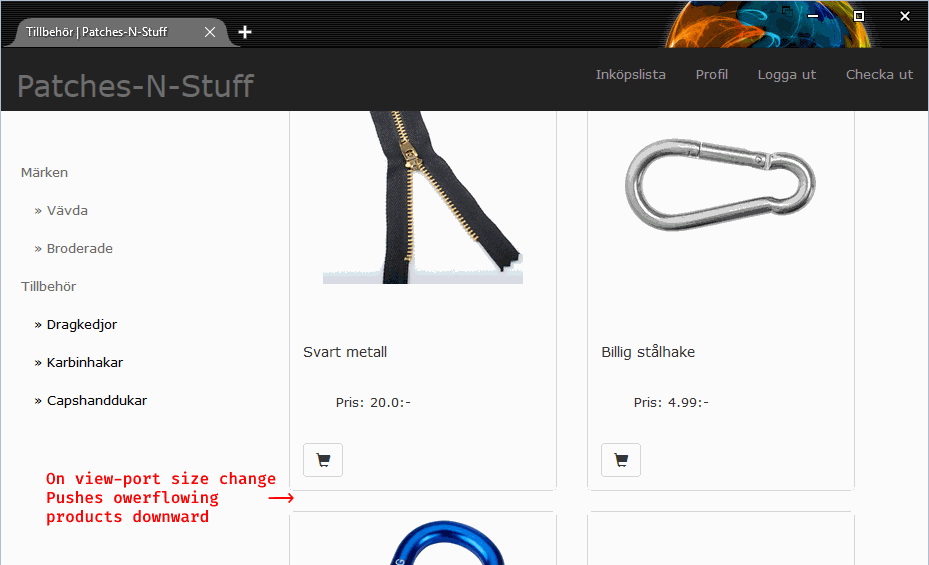 Tillbehör | Patches-N-Stuff
Patches-N-Stuff
Inköpslista Profil Logga ut Checka ut
Märken
» Vävda
» Broderade
Tillbehör
» Dragkedjor
» Karbinhakar
» Capshanddukar
Svart metall
Pris: 20.0:-
Billig stålhake
Pris: 4.99:-
On view-port size change
Pushes owerflowing
products downward